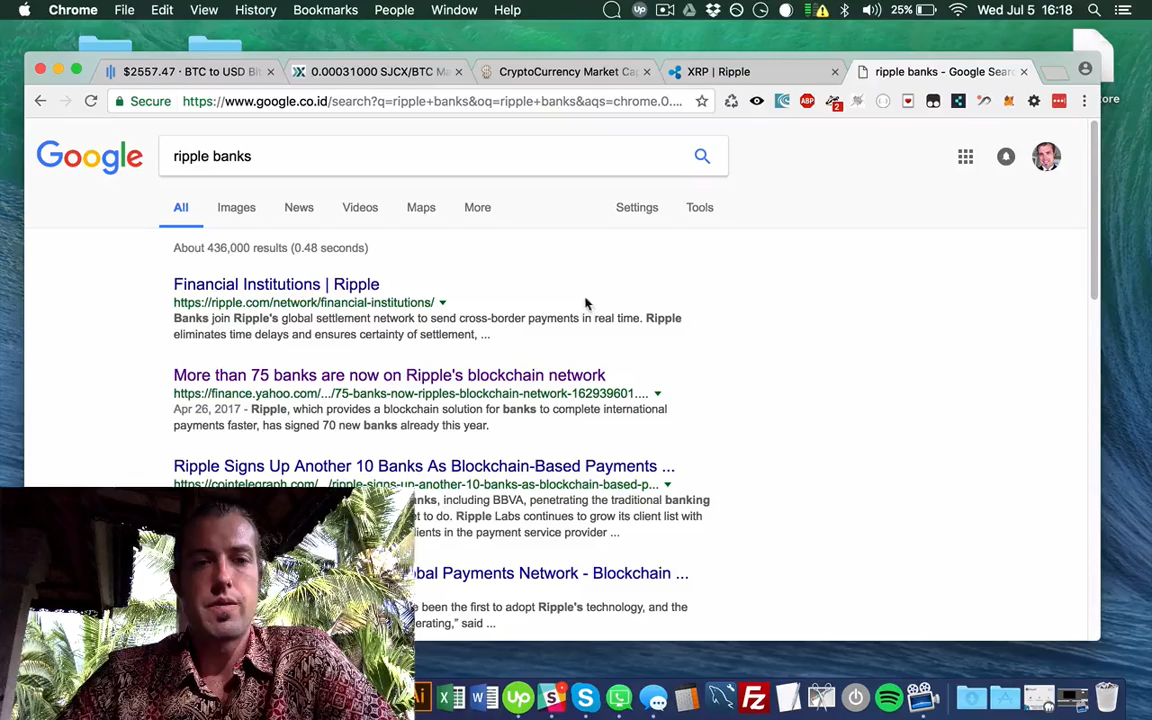 Chrome File Edit View History Bookmarks People Window Help 25% Wed Jul 5 16:18
$2557.47 · BTC to USD Bit
0.00031000 SJCX/BTC Ma
CryptoCurrency Market Cap
XRP | Ripple
ripple banks - Google Sear
Secure https://www.google.co.id/search?q=ripple+banks&oq=ripple+banks&aqs=chrome.0....
ABP
2
ore
Google
ripple banks
All Images News Videos Maps More Settings Tools
About 436,000 results (0.48 seconds)
Financial Institutions | Ripple
https://ripple.com/network/financial-institutions/
Banks join Ripple's global settlement network to send cross-border payments in real time. Ripple
eliminates time delays and ensures certainty of settlement, ...
More than 75 banks are now on Ripple's blockchain network
https://finance.yahoo.com/.../75-banks-now-ripples-blockchain-network-162939601....
Apr 26, 2017 - Ripple, which provides a blockchain solution for banks to complete international
payments faster, has signed 70 new banks already this year.
Ripple Signs Up Another 10 Banks As Blockchain-Based Payments ...
https://cointelegraph.com/.../ripple-signs-up-another-10-banks-as-blockchain-based-p...
anks, including BBVA, penetrating the traditional banking
et to do. Ripple Labs continues to grow its client list with
ients in the payment service provider ...
obal Payments Network - Blockchain ...
e been the first to adopt Ripple's technology, and the
erating," said ...
Ai
W
Up
S
Fz